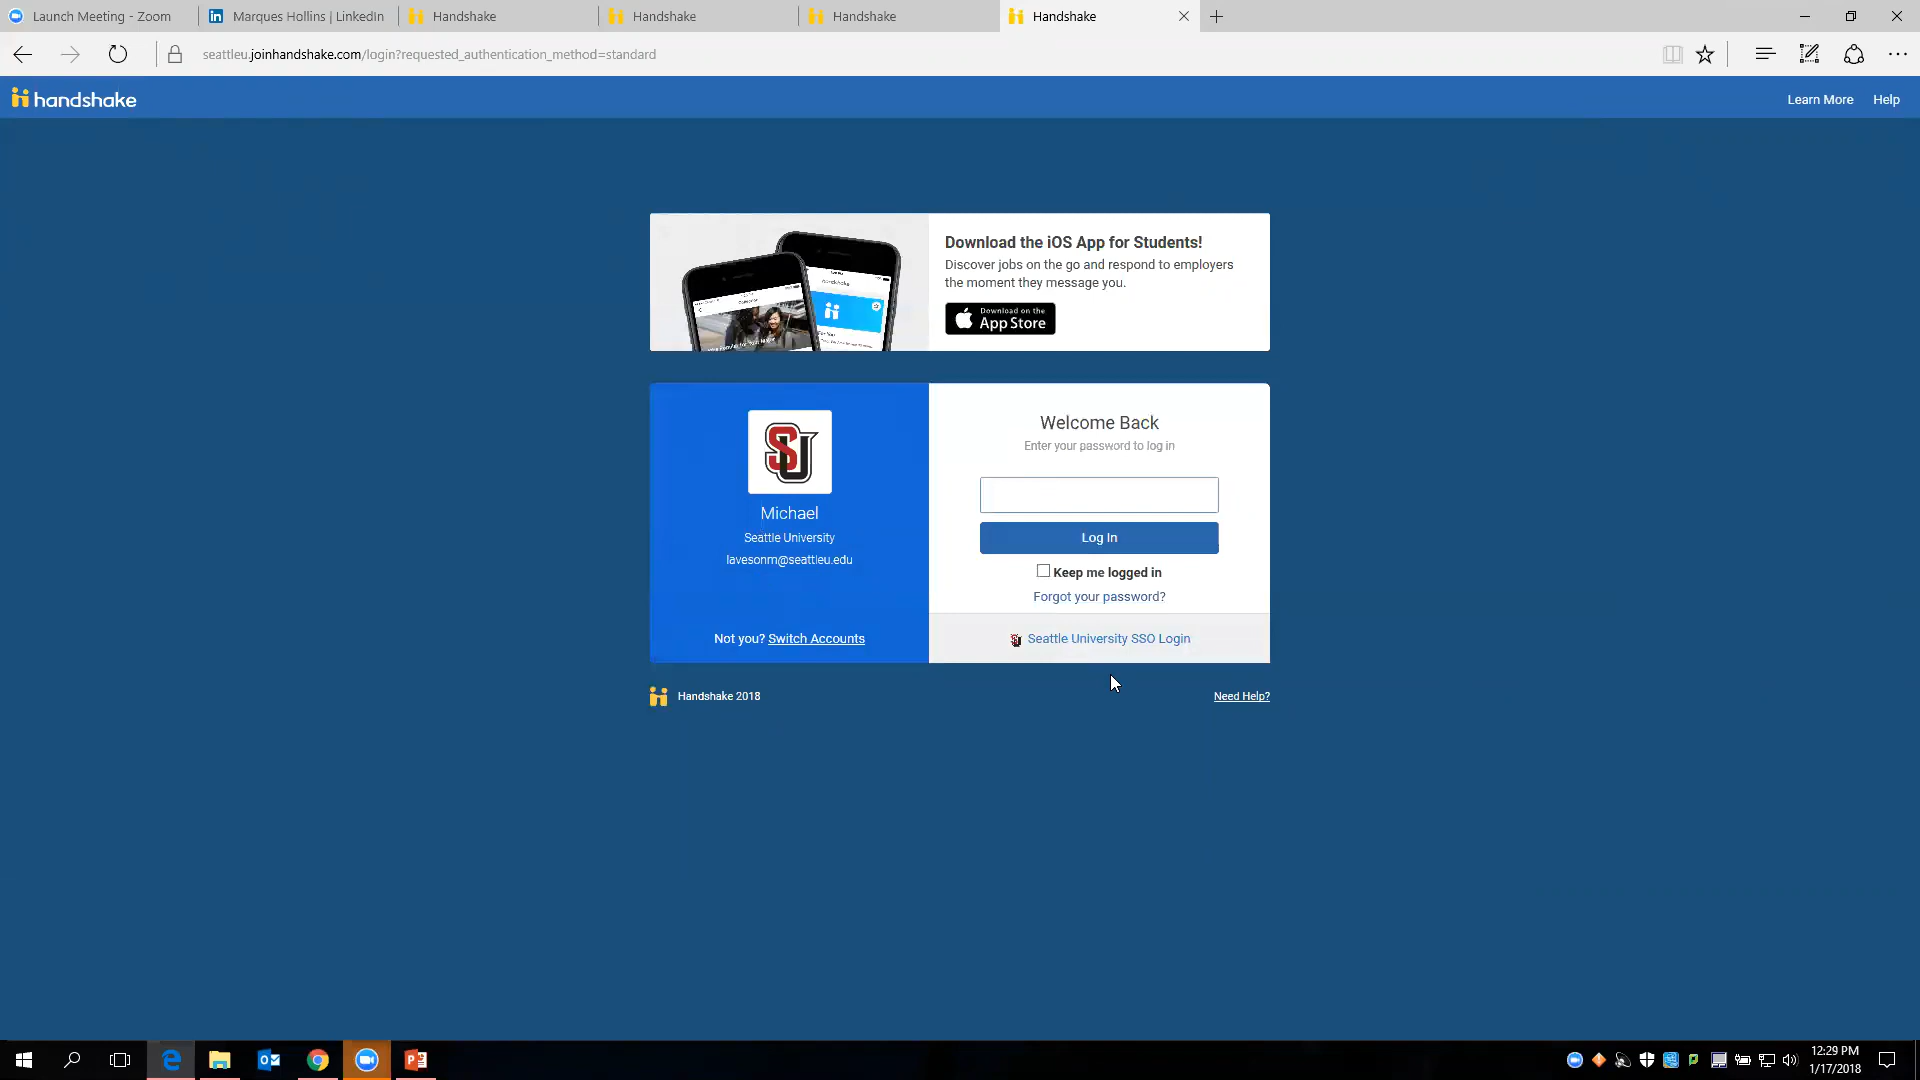 Launch Meeting - Zoom
Marques Hollins | LinkedIn
Handshake
Handshake
Handshake
Handshake
seattleu.joinhandshake.com/login?requested_authentication_method=standard
handshake
Learn More
Help
Download the iOS App for Students!
Discover jobs on the go and respond to employers
the moment they message you.
Download on the
App Store
Welcome Back
Enter your password to log in
SU
Michael
Seattle University
lavesonm@seattleu.edu
Log In
Keep me logged in
Forgot your password?
Not you? Switch Accounts
Seattle University SSO Login
Handshake 2018
Need Help?
12:29 PM
1/17/2018